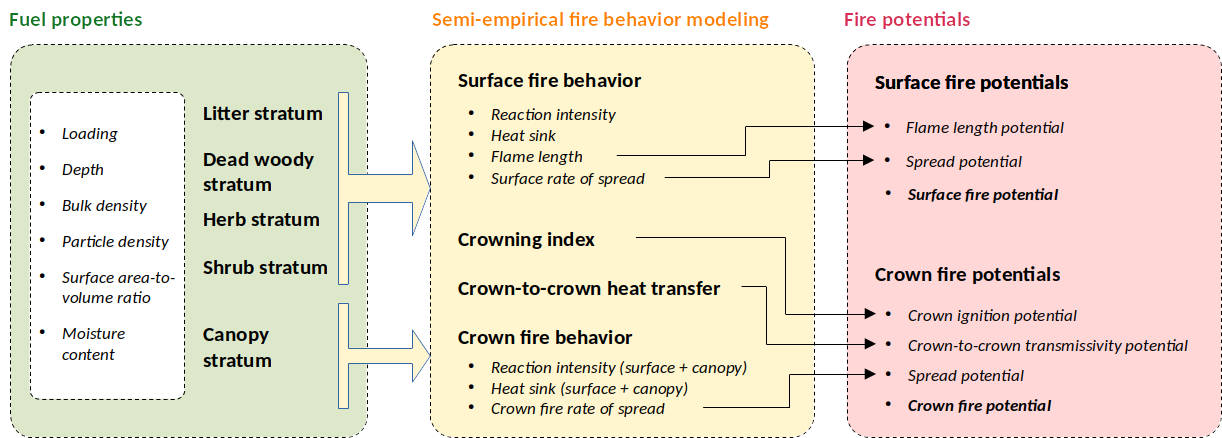 Fuel properties
Loading
Depth
Bulk density
Particle density
Surface area-to-
volume ratio
Moisture
content
Litter stratum
Dead woody
stratum
Herb stratum
Shrub stratum
Canopy
stratum
Semi-empirical fire behavior modeling
Surface fire behavior
Reaction intensity
Heat sink
Flame length
Surface rate of spread
Crowning index
Crown-to-crown heat transfer
Crown fire behavior
Reaction intensity (surface + canopy)
Heat sink (surface + canopy)
Crown fire rate of spread
Fire potentials
Surface fire potentials
Flame length potential
Spread potential
Surface fire potential
Crown fire potentials
Crown ignition potential
Crown-to-crown transmissivity potential
Spread potential
Crown fire potential